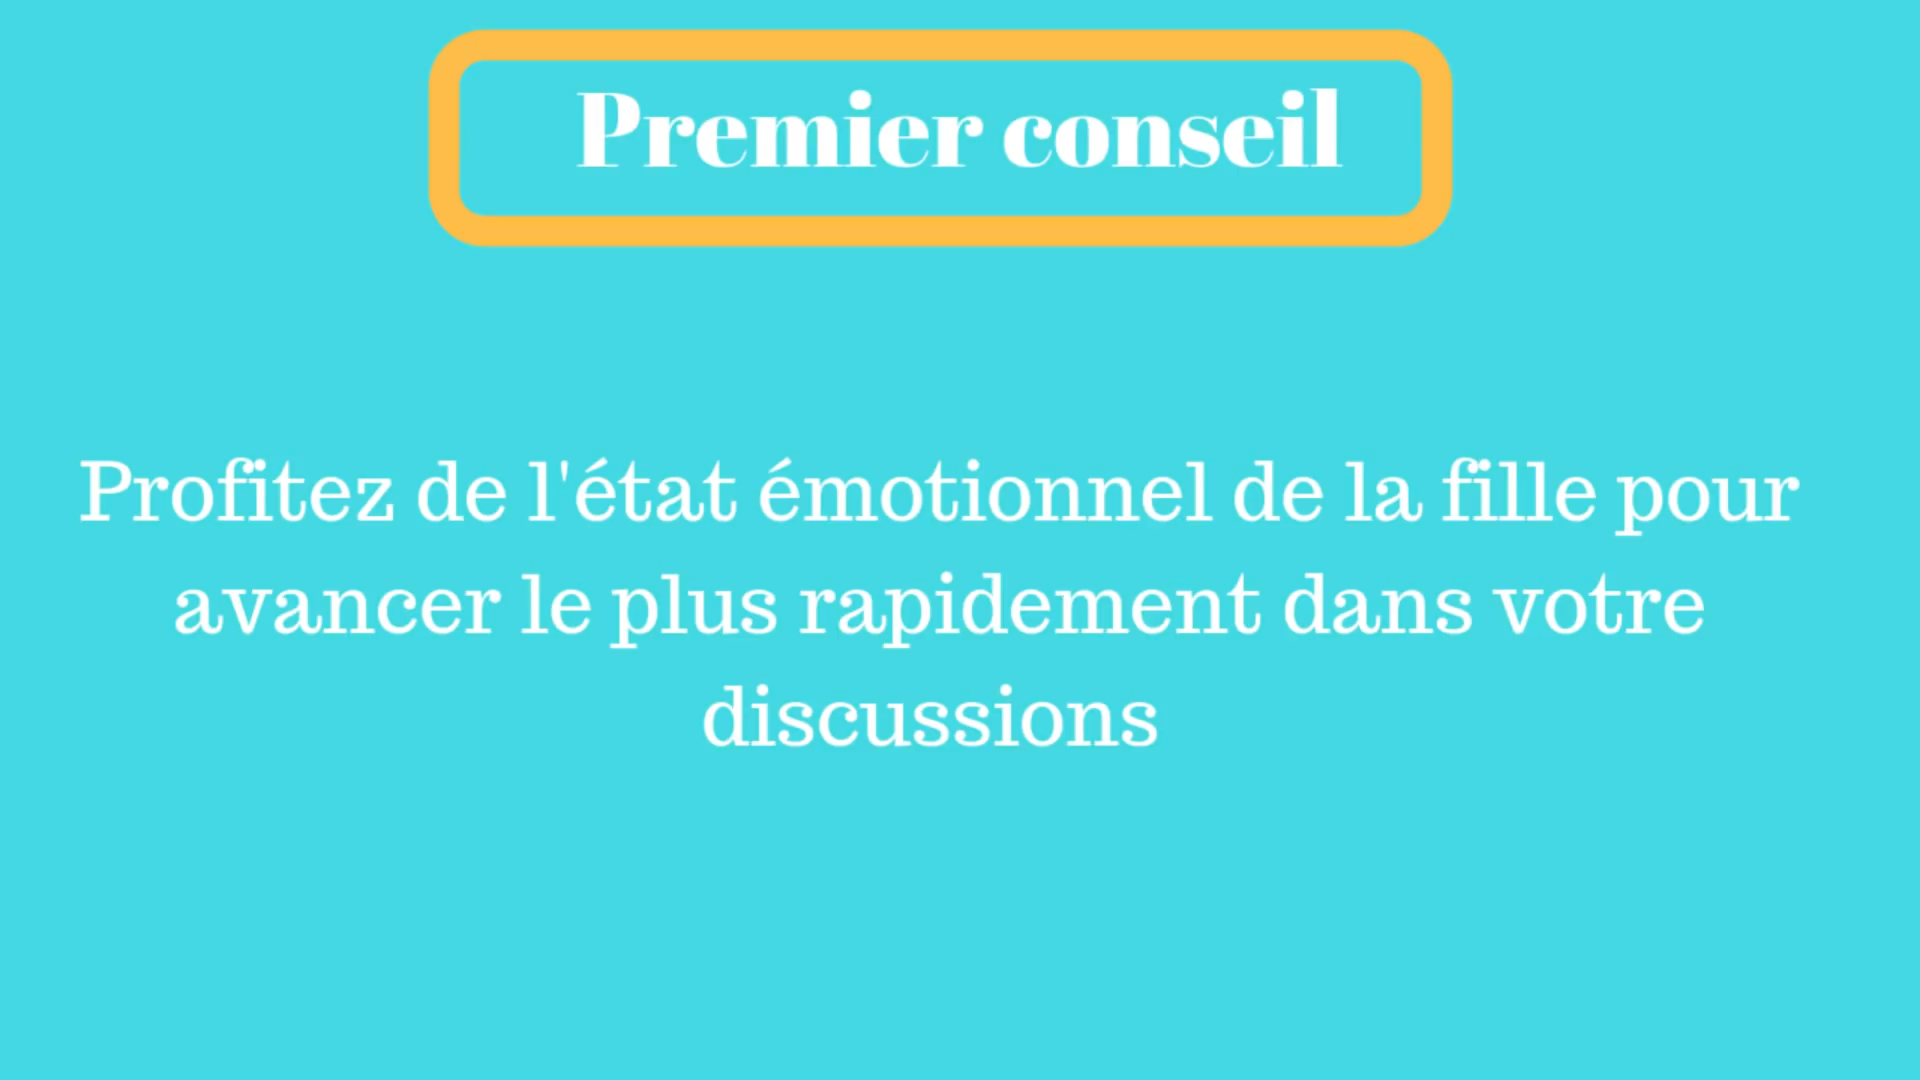 Premier conseil
Profitez de l'état émotionnel de la fille pour
avancer le plus rapidement dans votre
discussions